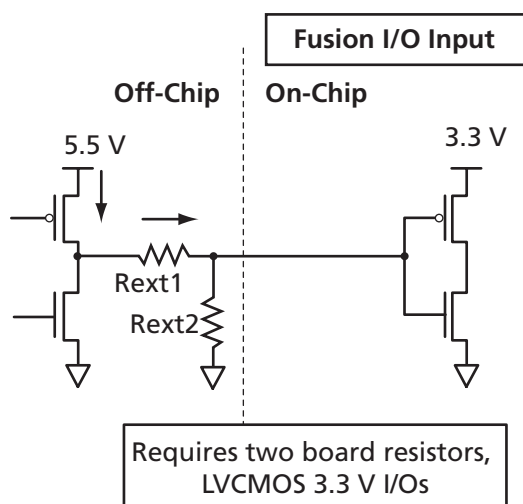 Fusion I/O Input
Off-Chip
On-Chip
5.5 V
3.3 V
Rext1
Rext2
Requires two board resistors,
LVCMOS 3.3 V I/Os